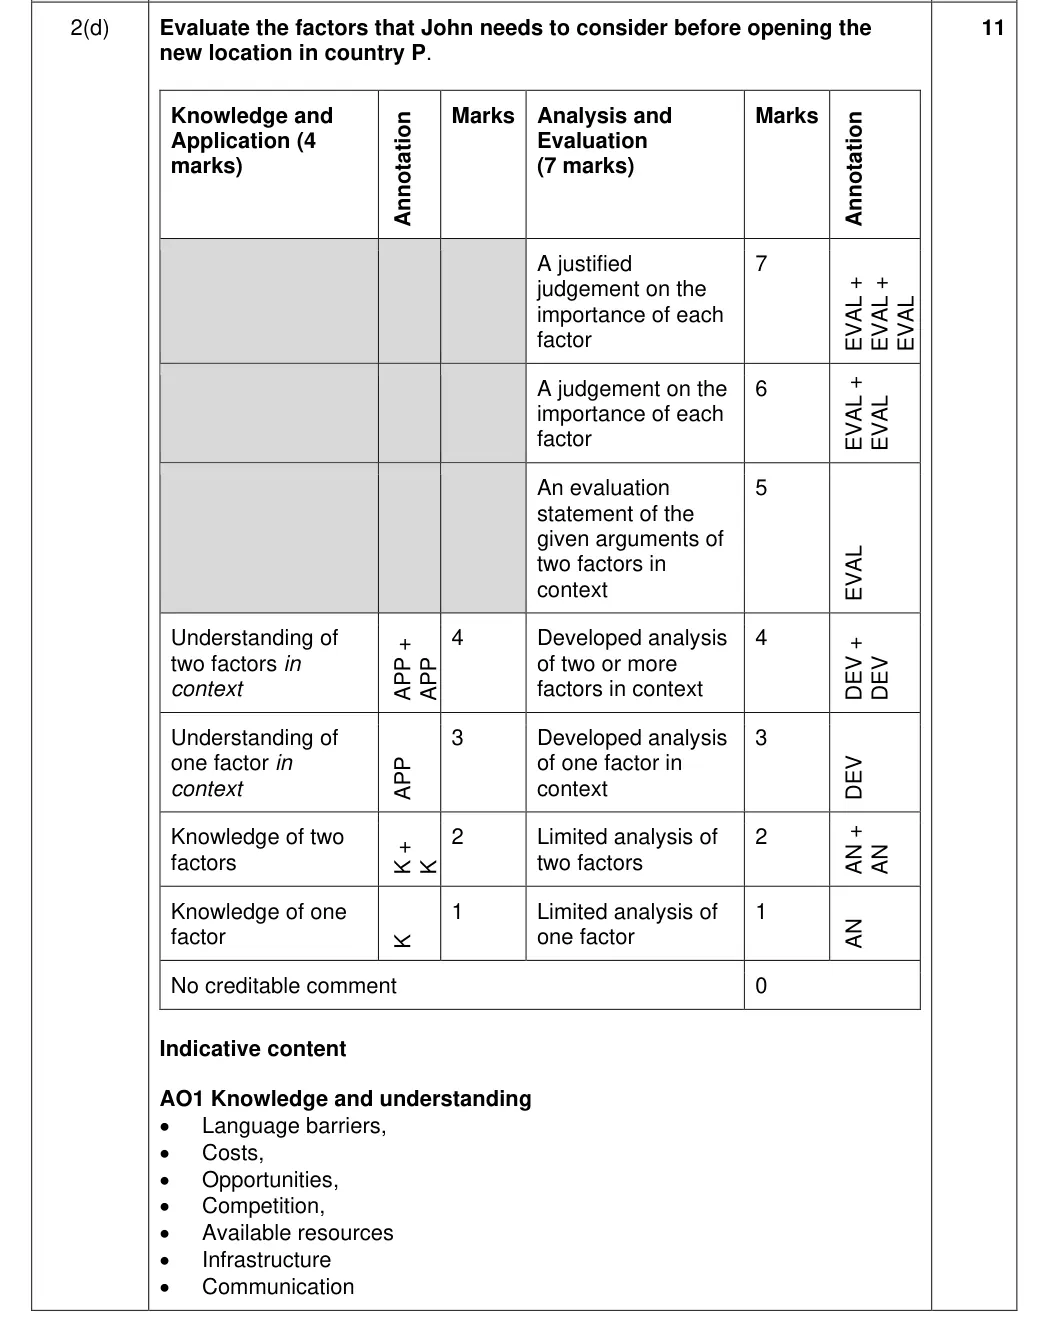 2(d)
Evaluate the factors that John needs to consider before opening the
new location in country P.
11
Knowledge and
Application (4
marks)
Annotation
Marks
Analysis and
Evaluation
(7 marks)
Marks
Annotation
A justified
judgement on the
importance of each
factor
7
EVAL +
EVAL +
EVAL
A judgement on the
importance of each
factor
6
EVAL +
EVAL
An evaluation
statement of the
given arguments of
two factors in
context
5
EVAL
Understanding of
two factors in
context
APP +
APP
4
Developed analysis
of two or more
factors in context
4
DEV +
DEV
Understanding of
one factor in
context
APP
3
Developed analysis
of one factor in
context
3
DEV
Knowledge of two
factors
K +
K
2
Limited analysis of
two factors
2
AN +
AN
Knowledge of one
factor
K
1
Limited analysis of
one factor
1
AN
No creditable comment
0
Indicative content
AO1 Knowledge and understanding
• Language barriers,
• Costs,
• Opportunities,
• Competition,
• Available resources
• Infrastructure
• Communication